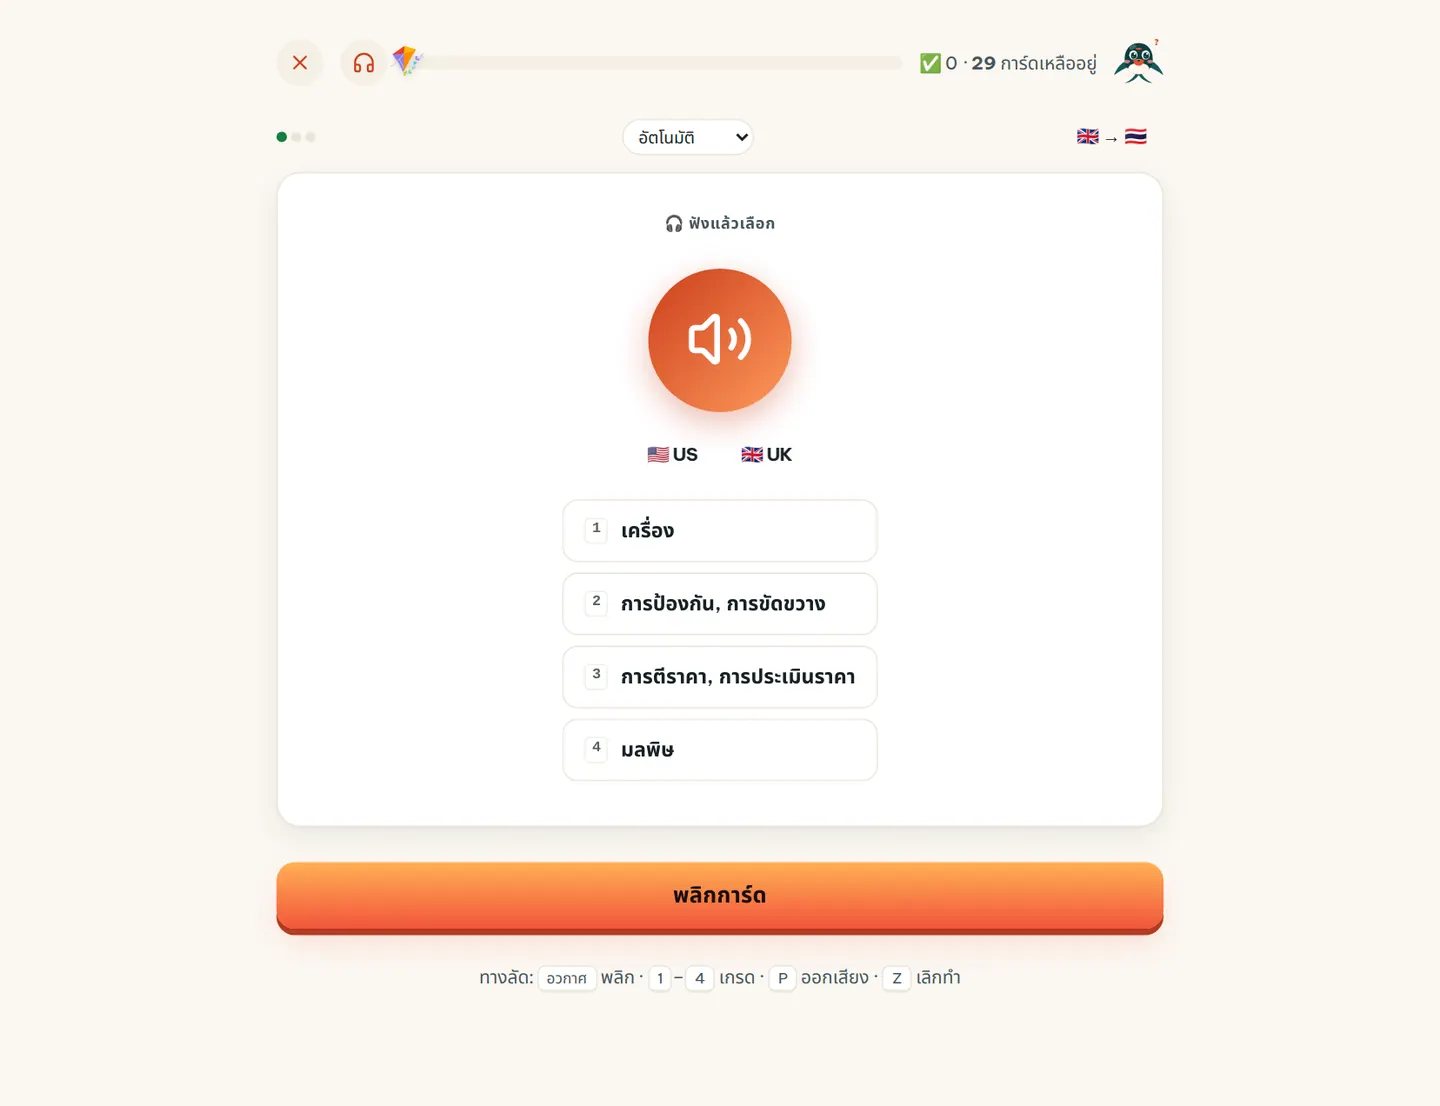 ✅ 0 · 29 การ์ดเหลืออยู่
อัตโนมัติ
🇬🇧 → 🇹🇭
🎧 ฟังแล้วเลือก
🇺🇸 US 🇬🇧 UK
1 เครื่อง
2 การป้องกัน, การขัดขวาง
3 การตีราคา, การประเมินราคา
4 มลพิษ
พลิกการ์ด
ทางลัด: อวกาศ พลิก · 1 – 4 เกรด · P ออกเสียง · Z เลิกทำ